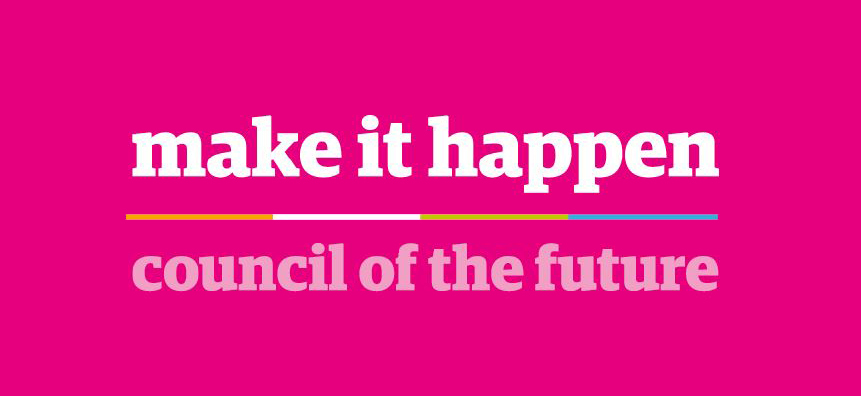 make it happen
council of the future